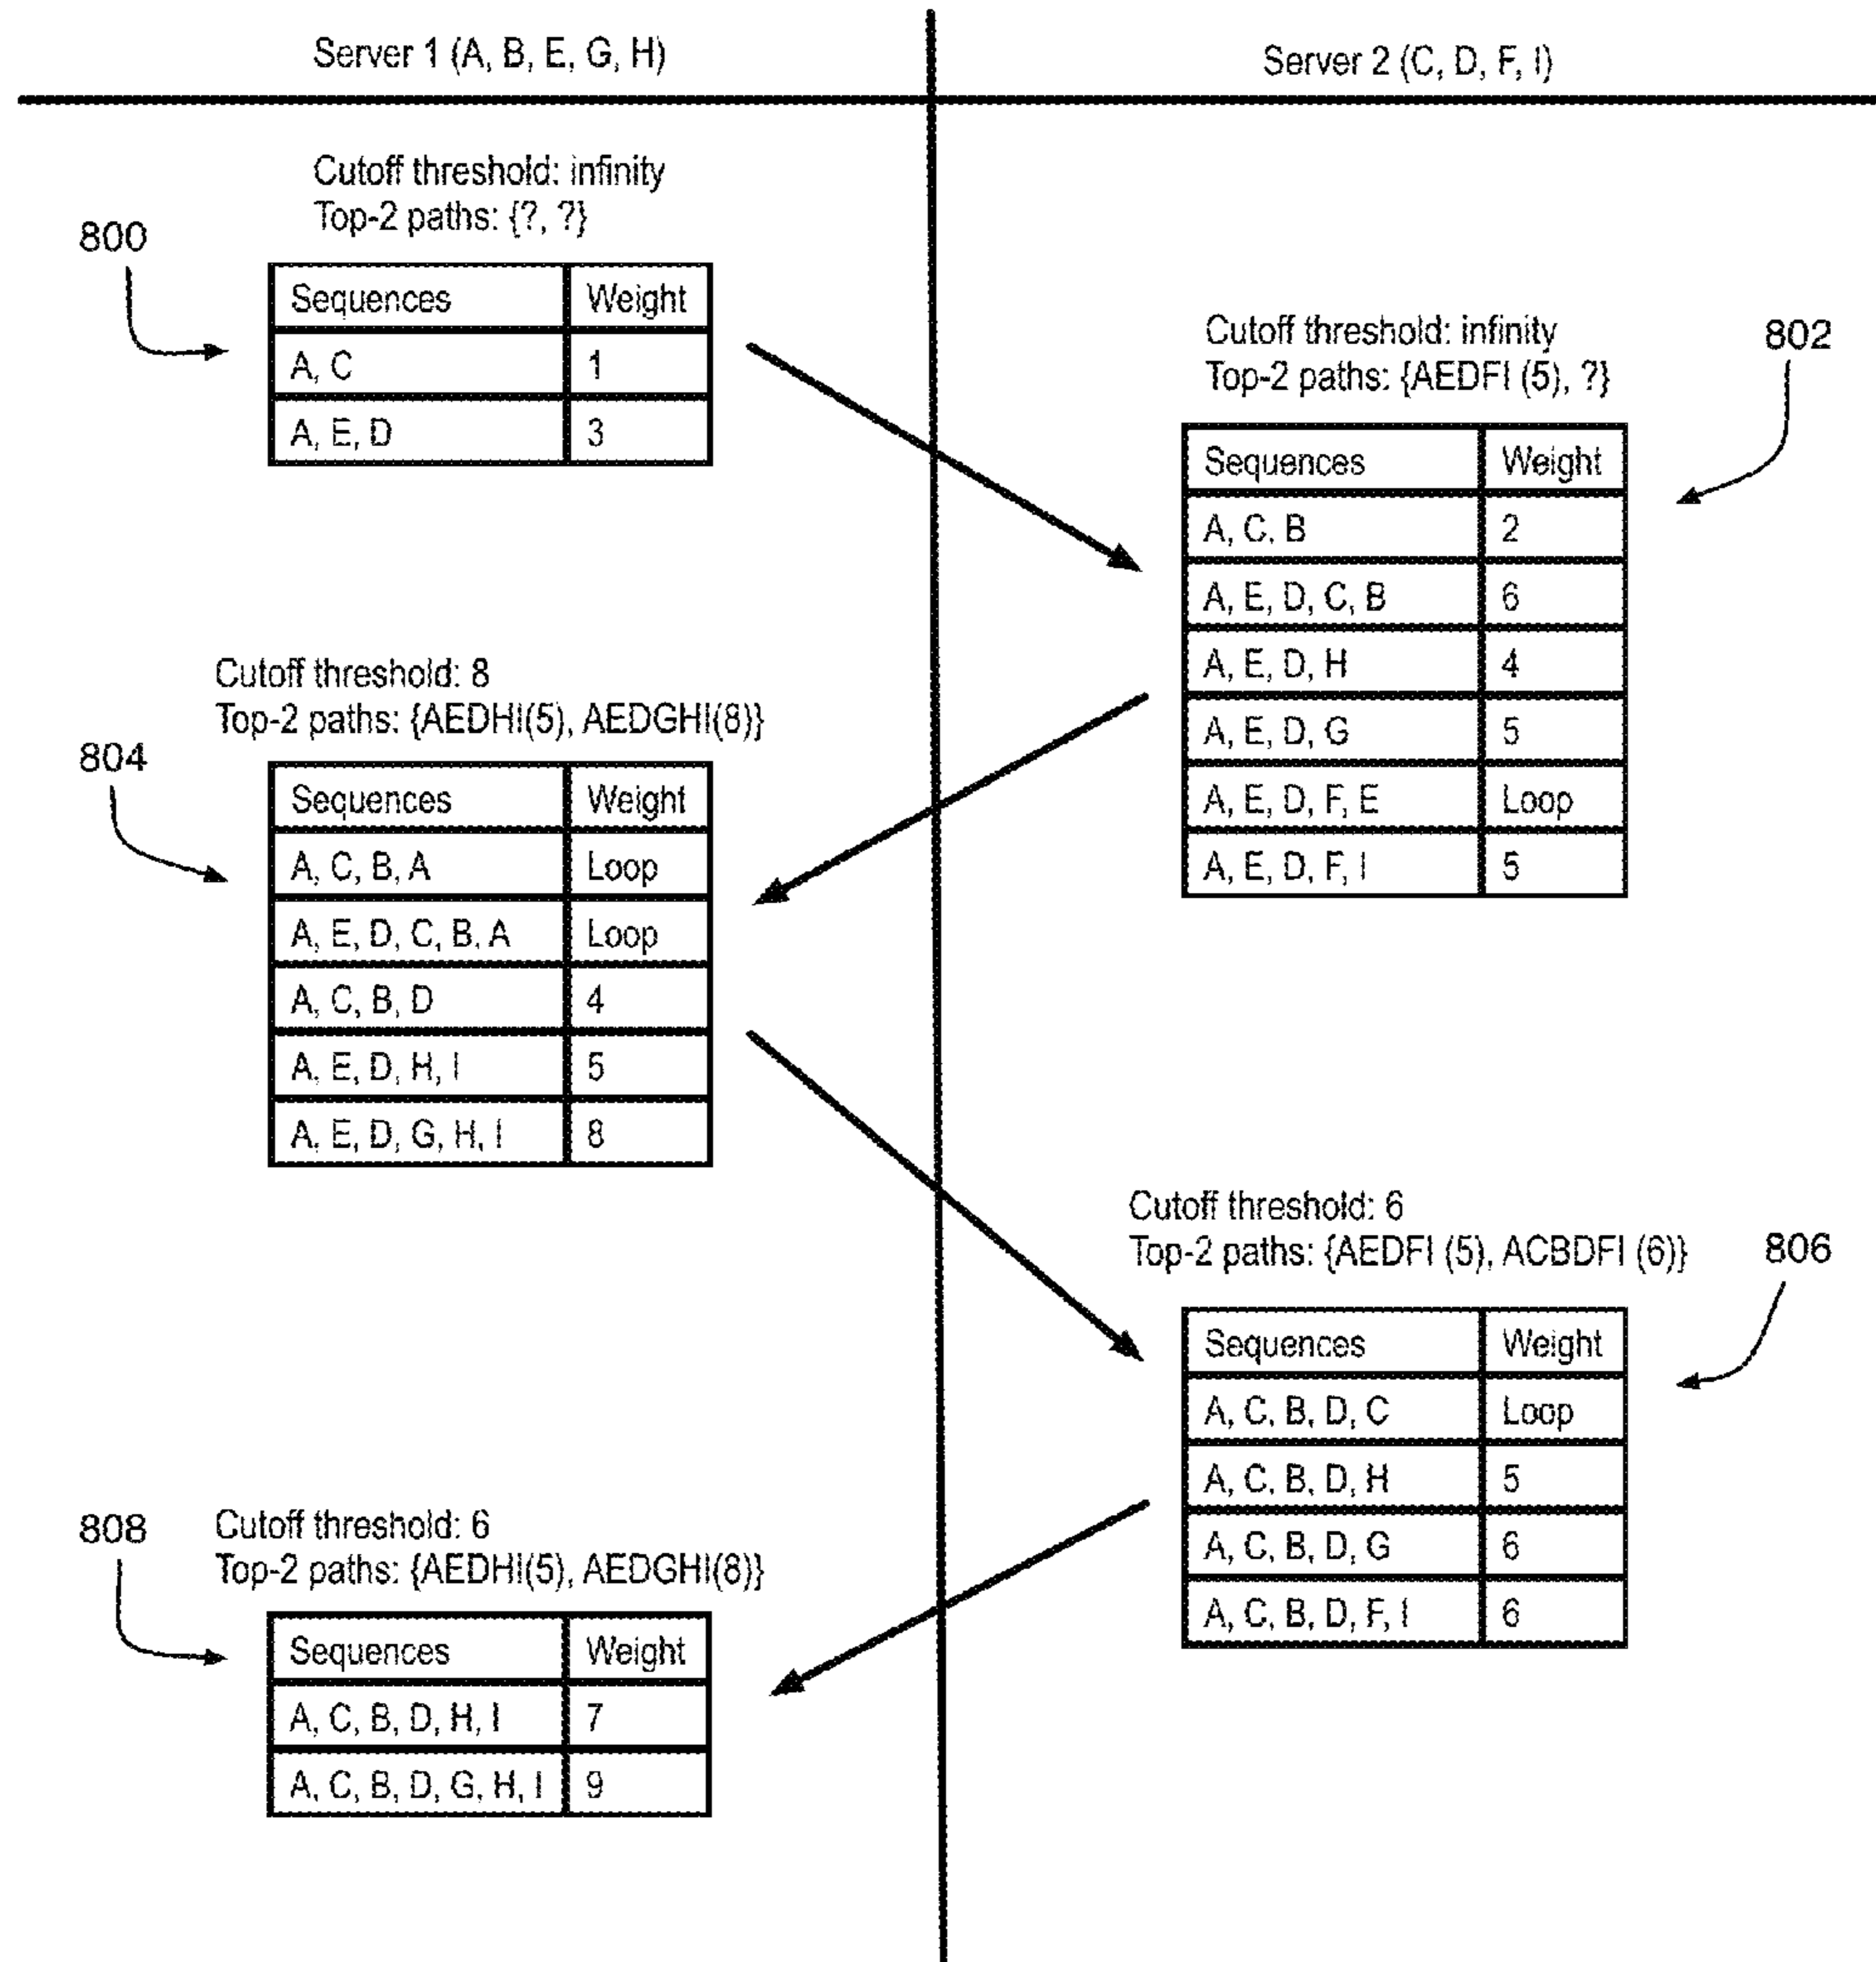 Server 1 (A, B, E, G, H)
Server 2 (C, D, F, I)
Cutoff threshold: infinity
Top-2 paths: {?, ?}
800
Sequences Weight
A, C 1
A, E, D 3
Cutoff threshold: infinity
Top-2 paths: {AEDFI (5), ?}
802
Sequences Weight
A, C, B 2
A, E, D, C, B 6
A, E, D, H 4
A, E, D, G 5
A, E, D, F, E Loop
A, E, D, F, I 5
Cutoff threshold: 8
Top-2 paths: {AEDHI(5), AEDGHI(8)}
804
Sequences Weight
A, C, B, A Loop
A, E, D, C, B, A Loop
A, C, B, D 4
A, E, D, H, I 5
A, E, D, G, H, I 8
Cutoff threshold: 6
Top-2 paths: {AEDFI (5), ACBDFI (6)}
806
Sequences Weight
A, C, B, D, C Loop
A, C, B, D, H 5
A, C, B, D, G 6
A, C, B, D, F, I 6
808
Cutoff threshold: 6
Top-2 paths: {AEDHI(5), AEDGHI(8)}
Sequences Weight
A, C, B, D, H, I 7
A, C, B, D, G, H, I 9